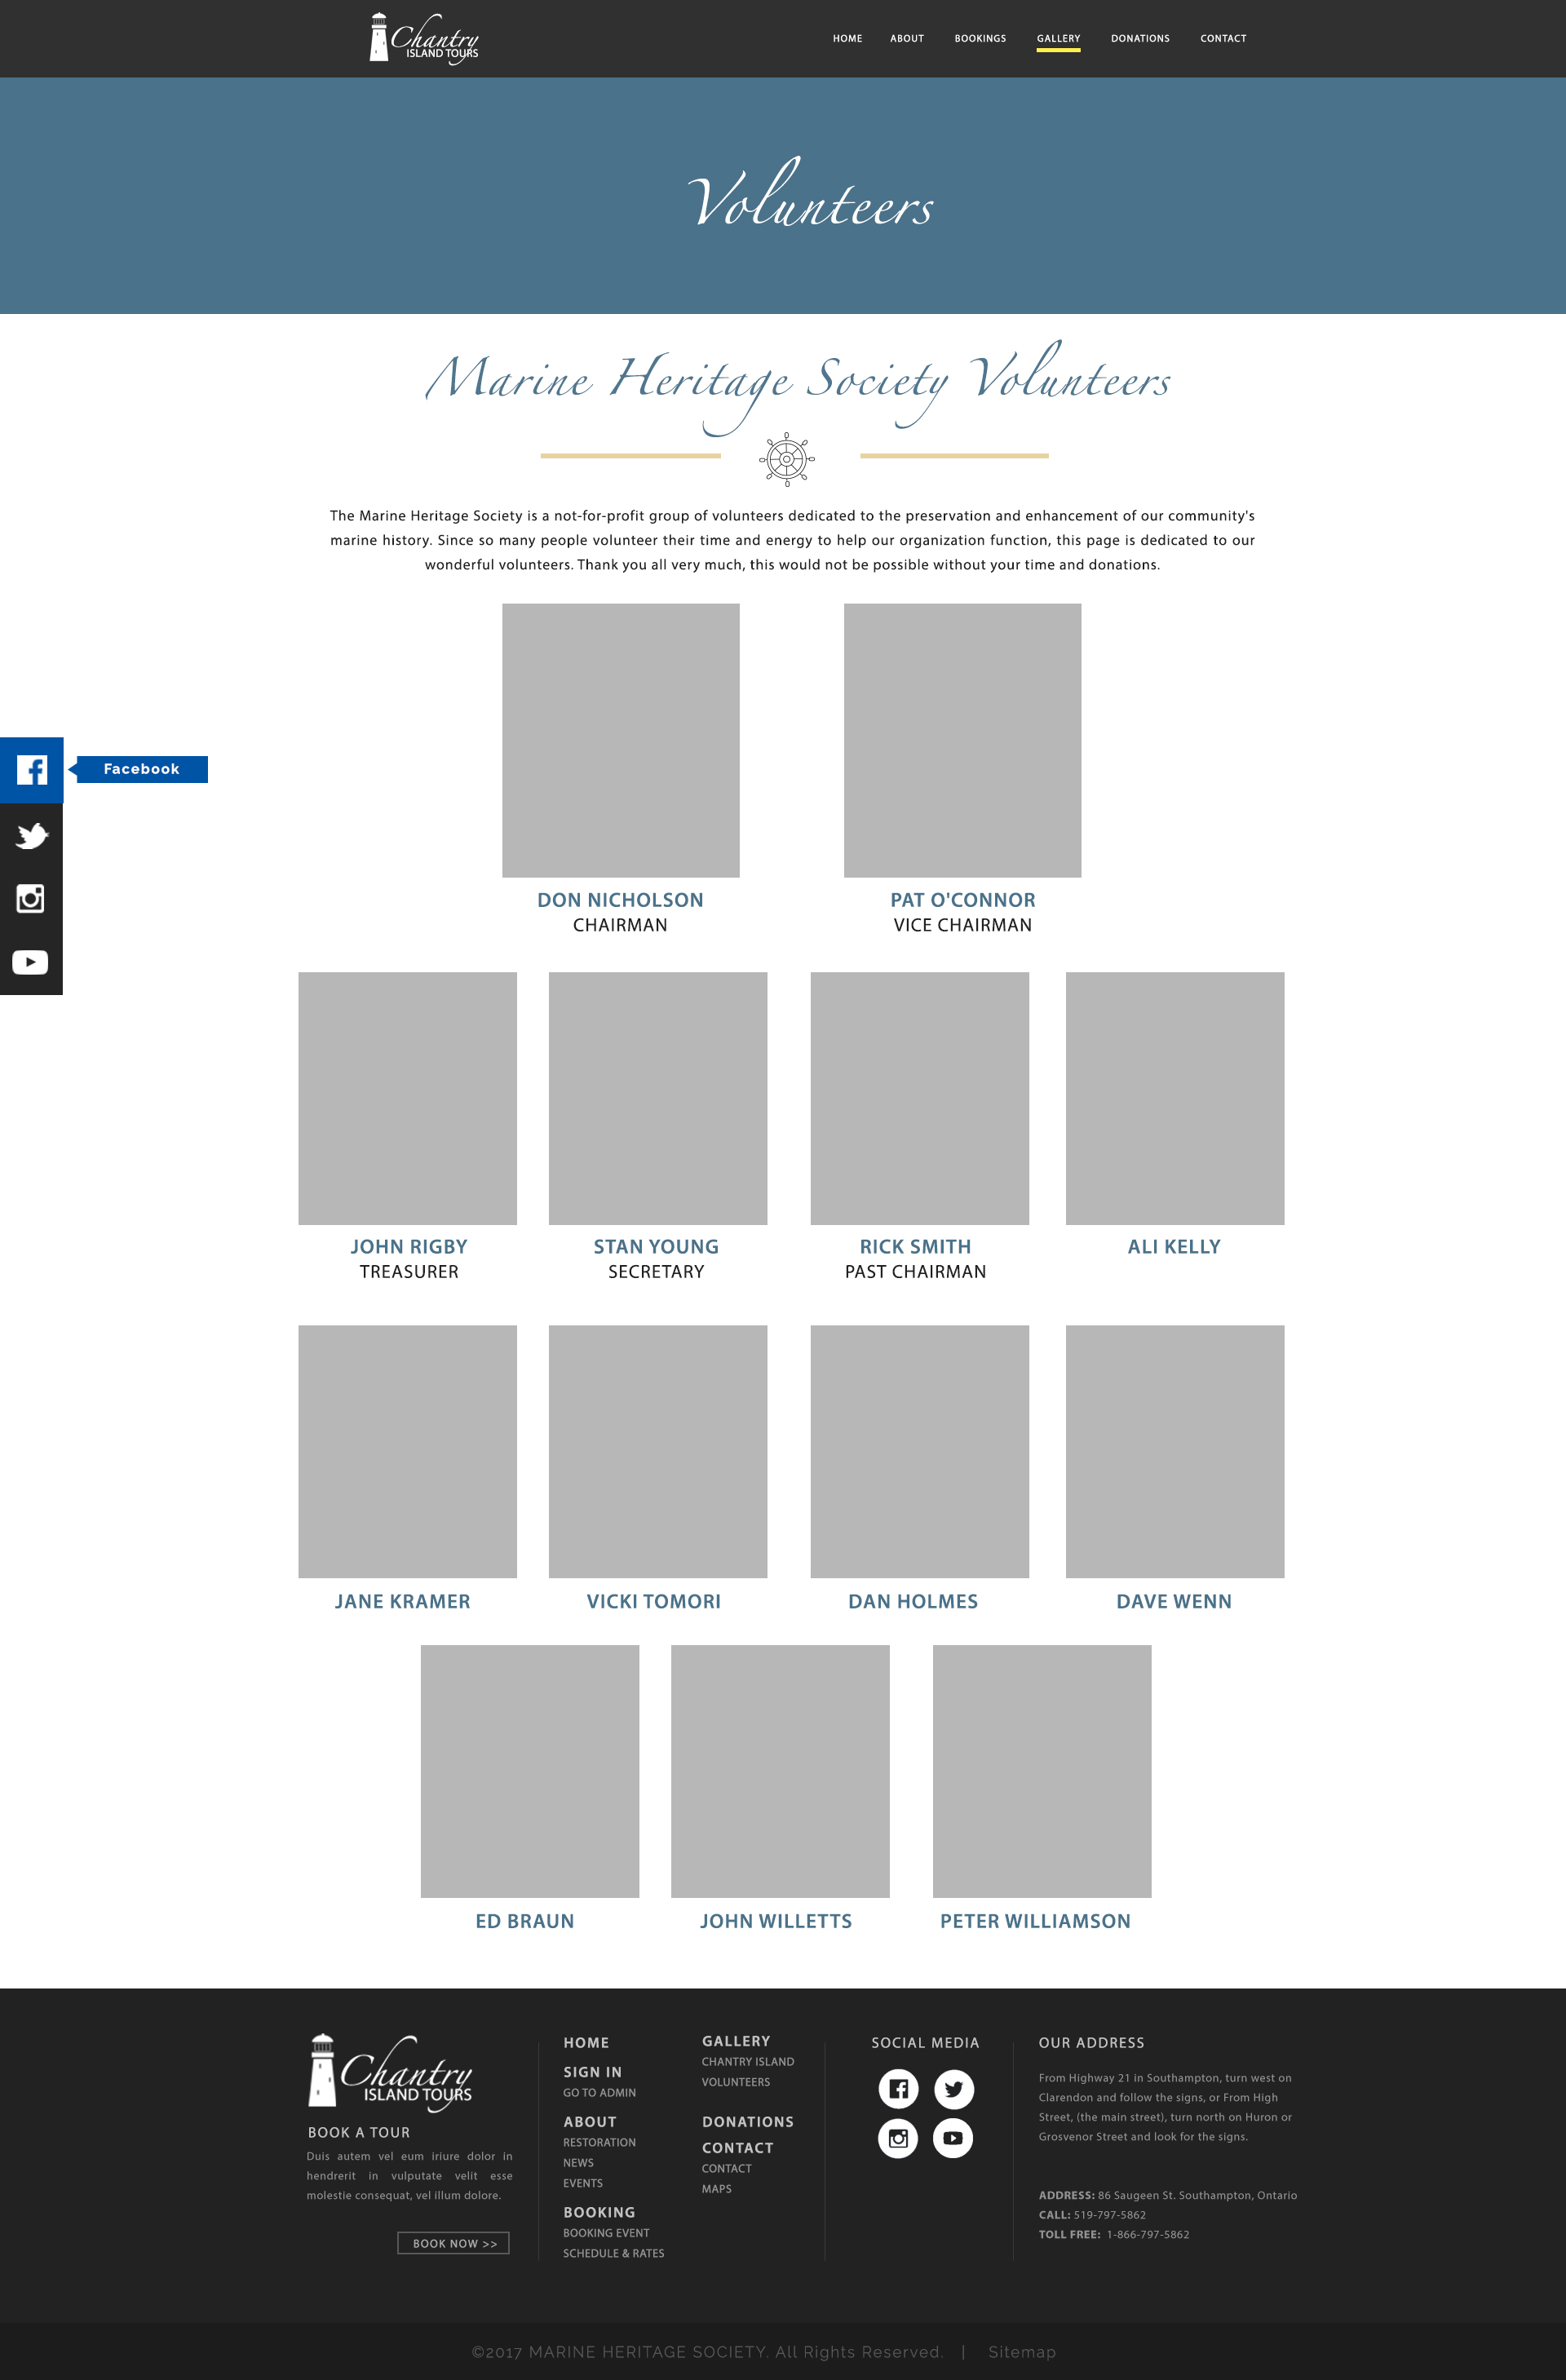 Chantry
ISLAND TOURS
HOME ABOUT BOOKINGS GALLERY DONATIONS CONTACT
Volunteers
Marine Heritage Society Volunteers
The Marine Heritage Society is a not-for-profit group of volunteers dedicated to the preservation and enhancement of our community's
marine history. Since so many people volunteer their time and energy to help our organization function, this page is dedicated to our
wonderful volunteers. Thank you all very much, this would not be possible without your time and donations.
Facebook
DON NICHOLSON
CHAIRMAN
PAT O'CONNOR
VICE CHAIRMAN
JOHN RIGBY
TREASURER
STAN YOUNG
SECRETARY
RICK SMITH
PAST CHAIRMAN
ALI KELLY
JANE KRAMER
VICKI TOMORI
DAN HOLMES
DAVE WENN
ED BRAUN
JOHN WILLETTS
PETER WILLIAMSON
Chantry
ISLAND TOURS
BOOK A TOUR
Duis autem vel eum iriure dolor in
hendrerit in vulputate velit esse
molestie consequat, vel illum dolore.
BOOK NOW >>
HOME
SIGN IN
GO TO ADMIN
ABOUT
RESTORATION
NEWS
EVENTS
BOOKING
BOOKING EVENT
SCHEDULE & RATES
GALLERY
CHANTRY ISLAND
VOLUNTEERS
DONATIONS
CONTACT
CONTACT
MAPS
SOCIAL MEDIA
OUR ADDRESS
From Highway 21 in Southampton, turn west on
Clarendon and follow the signs, or From High
Street, (the main street), turn north on Huron or
Grosvenor Street and look for the signs.
ADDRESS: 86 Saugeen St. Southampton, Ontario
CALL: 519-797-5862
TOLL FREE: 1-866-797-5862
©2017 MARINE HERITAGE SOCIETY. All Rights Reserved. | Sitemap